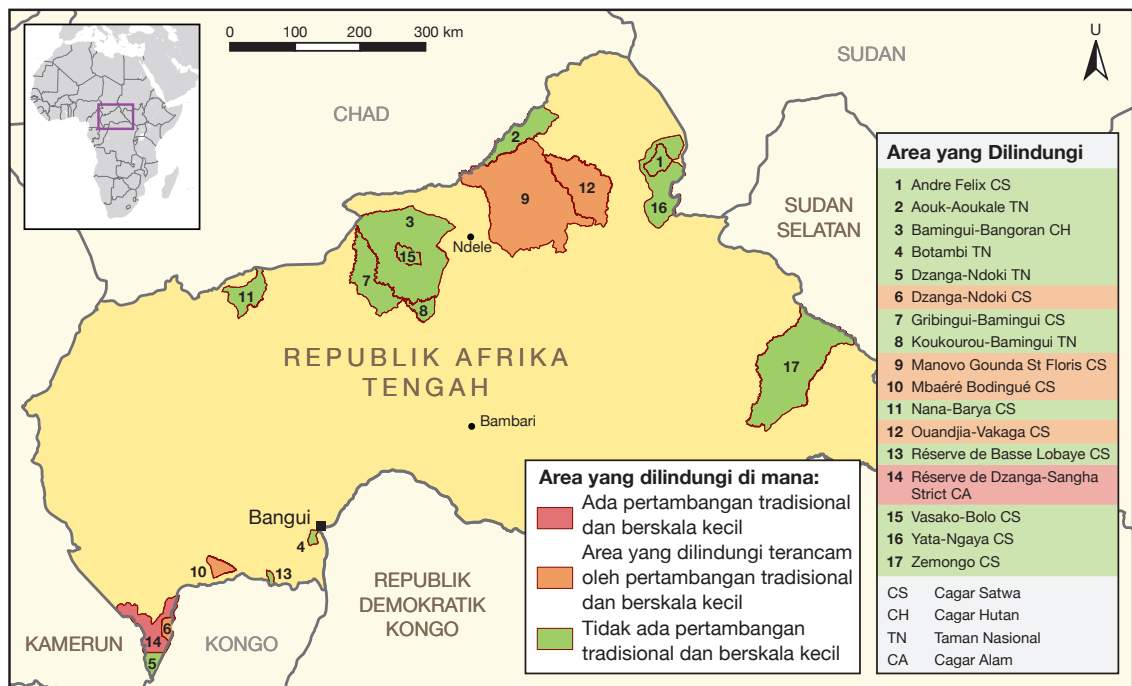 0 100 200 300 km
U
SUDAN
CHAD
SUDAN
SELATAN
REPUBLIK AFRIKA
TENGAH
Ndele
Bambari
Bangui
KAMERUN
KONGO
REPUBLIK
DEMOKRATIK
KONGO
2
1
9
12
16
3
15
7
8
11
17
4
10
13
6
14
5
Area yang Dilindungi
1 Andre Felix CS
2 Aouk-Aoukale TN
3 Bamingui-Bangoran CH
4 Botambi TN
5 Dzanga-Ndoki TN
6 Dzanga-Ndoki CS
7 Gribingui-Bamingui CS
8 Koukourou-Bamingui TN
9 Manovo Gounda St Floris CS
10 Mbaéré Bodingué CS
11 Nana-Barya CS
12 Ouandjia-Vakaga CS
13 Réserve de Basse Lobaye CS
14 Réserve de Dzanga-Sangha
Strict CA
15 Vasako-Bolo CS
16 Yata-Ngaya CS
17 Zemongo CS
CS Cagar Satwa
CH Cagar Hutan
TN Taman Nasional
CA Cagar Alam
Area yang dilindungi di mana:
Ada pertambangan tradisional
dan berskala kecil
Area yang dilindungi terancam
oleh pertambangan tradisional
dan berskala kecil
Tidak ada pertambangan
tradisional dan berskala kecil